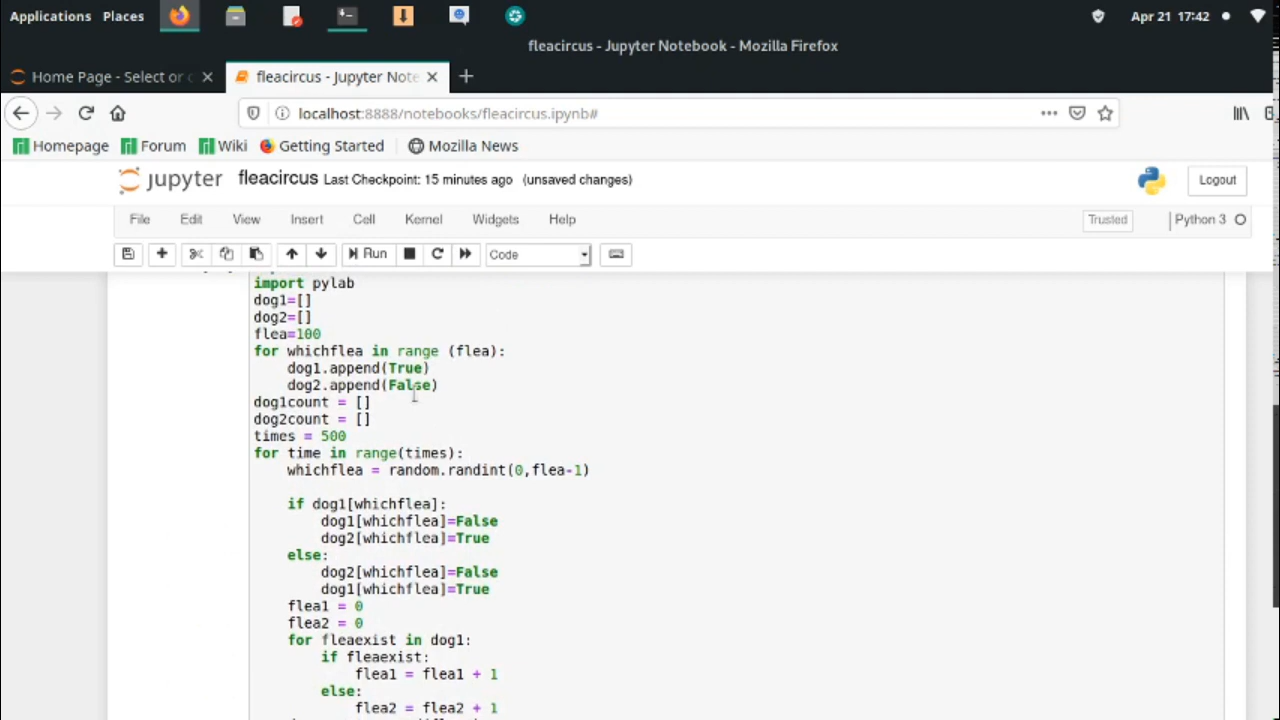 Applications Places Apr 21 17:42
fleacircus - Jupyter Notebook - Mozilla Firefox
Home Page - Select or c fleacircus - Jupyter Note
localhost:8888/notebooks/fleacircus.ipynb#
Homepage Forum Wiki Getting Started Mozilla News
jupyter fleacircus Last Checkpoint: 15 minutes ago (unsaved changes) Logout
File Edit View Insert Cell Kernel Widgets Help Trusted Python 3
Run Code
import pylab
dog1=[]
dog2=[]
flea=100
for whichflea in range (flea):
dog1.append(True)
dog2.append(False)
dog1count = []
dog2count = []
times = 500
for time in range(times):
whichflea = random.randint(0,flea-1)
if dog1[whichflea]:
dog1[whichflea]=False
dog2[whichflea]=True
else:
dog2[whichflea]=False
dog1[whichflea]=True
flea1 = 0
flea2 = 0
for fleaexist in dog1:
if fleaexist:
flea1 = flea1 + 1
else:
flea2 = flea2 + 1